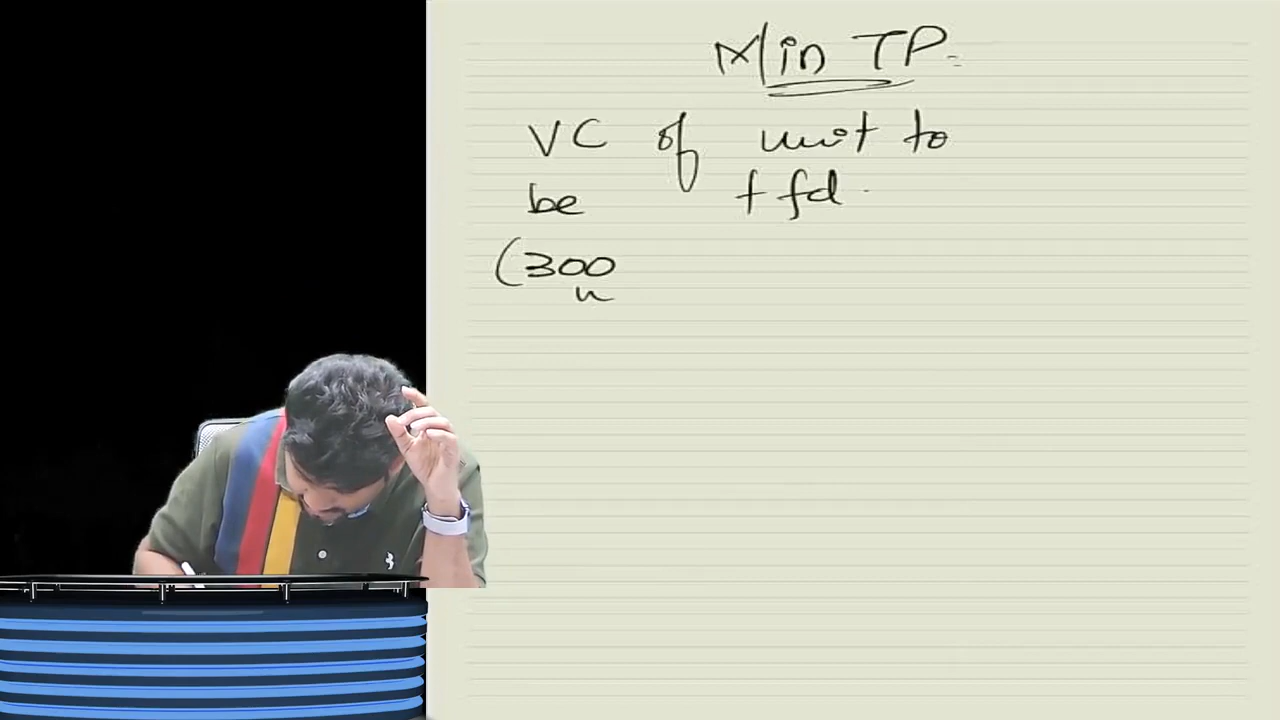 Min TP =
VC of unit to
be tfd.
(300
u